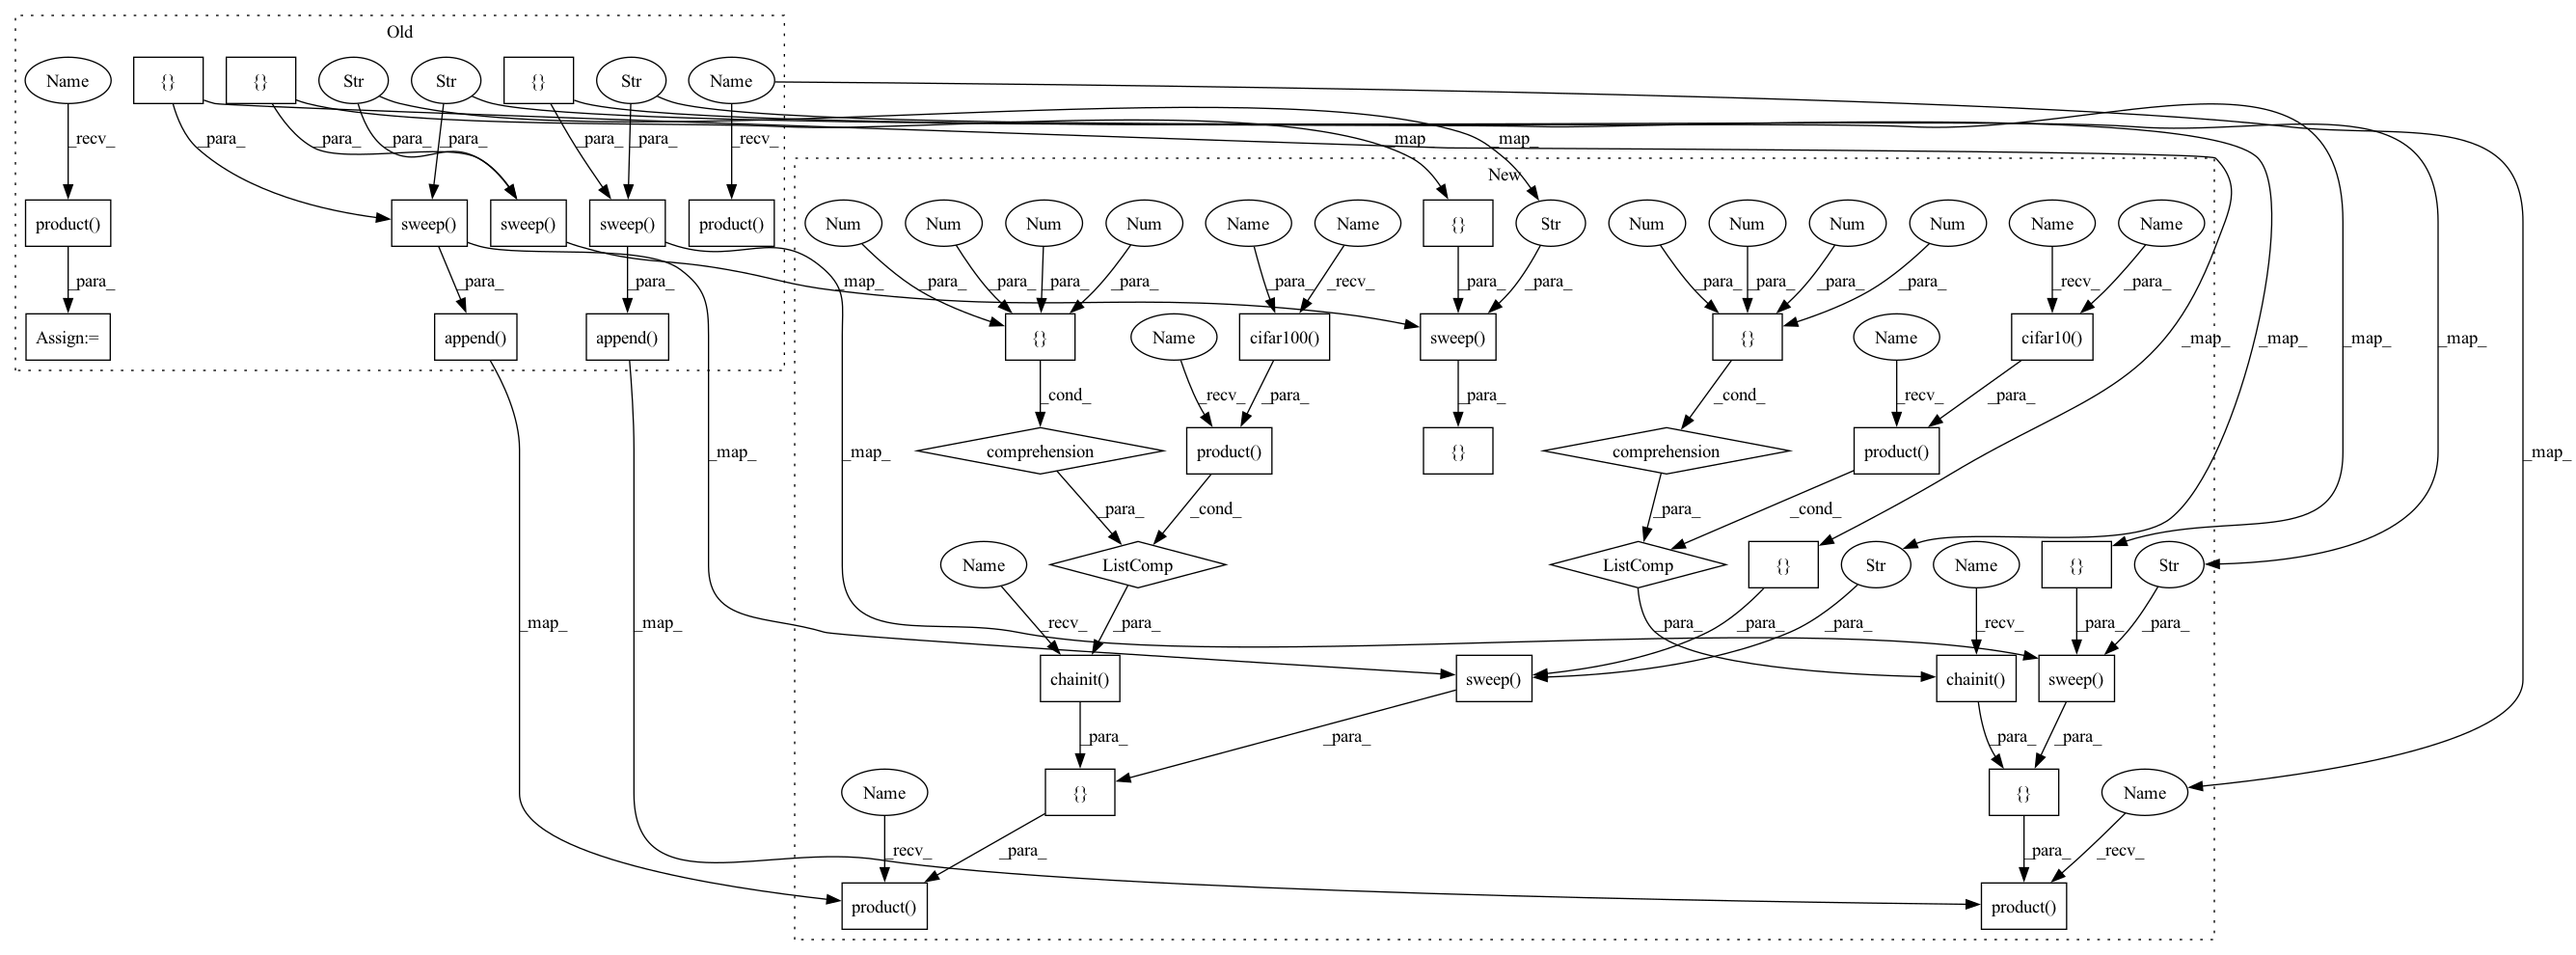 Old
Name {} {} Str Str {} Str Name
_recv_ _para_ _para_ _para_ _para_ _para_ _para_ _recv_ _map_ _map_
New
product() sweep() sweep() sweep() product() Num Num Num Num Name Name {} Str Num Num Num Num Name Name
_para_ _para_ _para_ _map_ _para_ _para_ _para_ _para_ _para_ _recv_ _para_ _para_ _para_ _para_ _para_ _para_ _recv_ _para_
Assign:= append() append() {} Name cifar100() sweep() {} Name cifar10() _map_ _map_ _map_ _map_
_cond_ _recv_ _para_ _para_ _cond_ _recv_ _para_
_map_ _map_ comprehension product() {} comprehension product() _map_
_para_ _cond_ _para_ _cond_
Name ListComp ListComp {} Str Name {} Str
_map_ _map_ _recv_ _para_ _para_ _para_ _para_ _recv_ _para_ _para_
chainit() sweep() chainit() sweep()
_para_ _para_ _para_ _para_
Name {} {} Name
_recv_ _para_ _para_ _recv_
product() product()